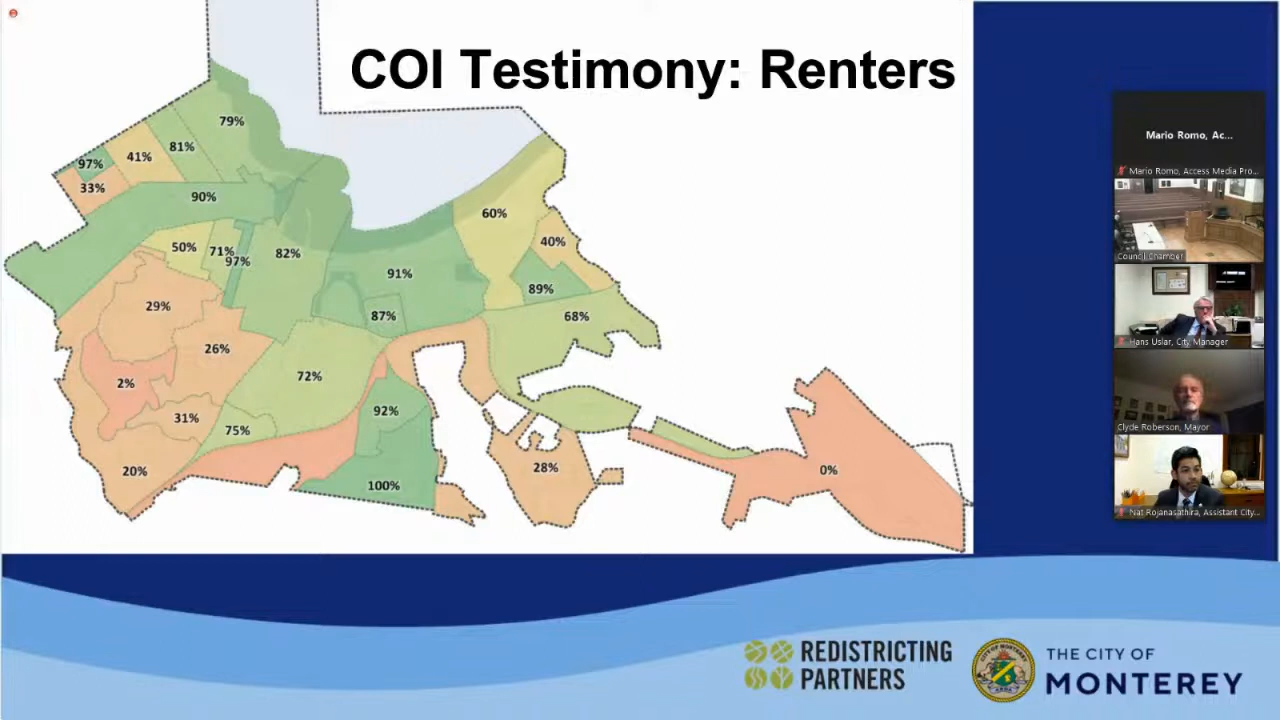 COI Testimony: Renters
79%
81%
41%
97%
33%
90%
50%
71%
97%
82%
60%
40%
89%
91%
87%
68%
29%
26%
2%
31%
20%
72%
75%
92%
100%
28%
0%
Mario Romo, Ac...
Mario Romo, Access Media Pro...
Council Chamber
Hans Uslar, City Manager
Clyde Roberson, Mayor
Nat Rojanasathira, Assistant City...
REDISTRICTING
PARTNERS
THE CITY OF
MONTEREY